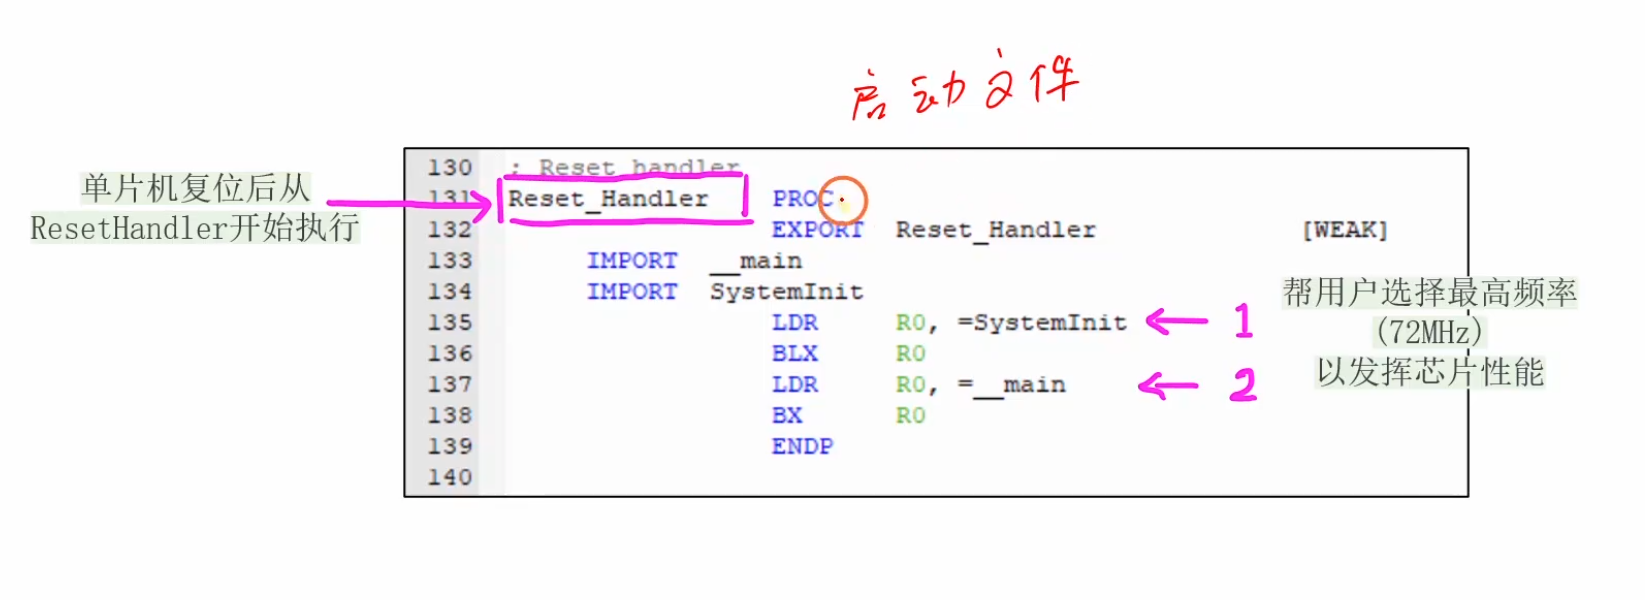 启动文件
单片机复位后从
ResetHandler开始执行
130 ; Reset handler
131 Reset_Handler PROC
132 EXPORT Reset_Handler [WEAK]
133 IMPORT __main
134 IMPORT SystemInit
135 LDR R0, =SystemInit ← 1
136 BLX R0
137 LDR R0, =__main ← 2
138 BX R0
139 ENDP
140
帮用户选择最高频率
(72MHz)
以发挥芯片性能